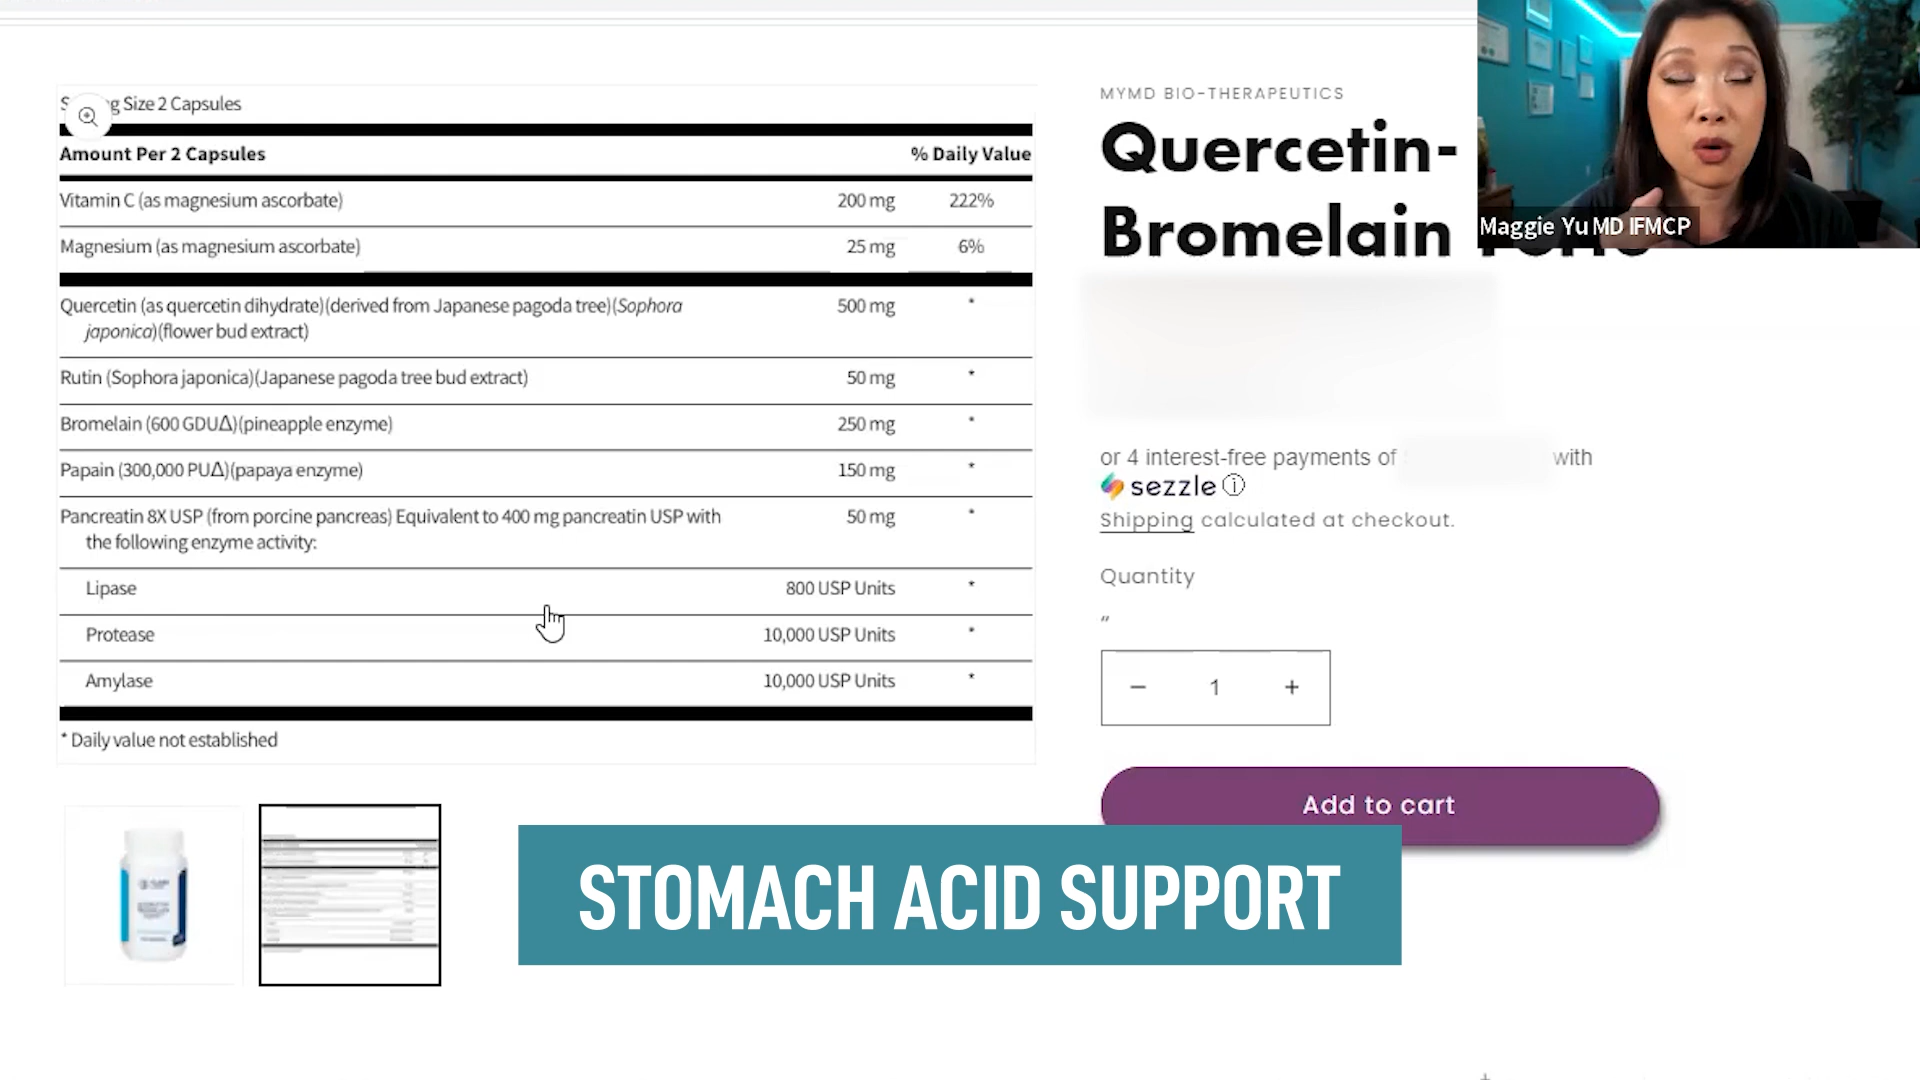 S g Size 2 Capsules
Amount Per 2 Capsules % Daily Value
Vitamin C (as magnesium ascorbate) 200 mg 222%
Magnesium (as magnesium ascorbate) 25 mg 6%
Quercetin (as quercetin dihydrate)(derived from Japanese pagoda tree)(Sophora 500 mg *
japonica)(flower bud extract)
Rutin (Sophora japonica)(Japanese pagoda tree bud extract) 50 mg *
Bromelain (600 GDUΔ)(pineapple enzyme) 250 mg *
Papain (300,000 PUΔ)(papaya enzyme) 150 mg *
Pancreatin 8X USP (from porcine pancreas) Equivalent to 400 mg pancreatin USP with 50 mg *
the following enzyme activity:
Lipase 800 USP Units *
Protease 10,000 USP Units *
Amylase 10,000 USP Units *
* Daily value not established
MYMD BIO-THERAPEUTICS
Quercetin-
Bromelain
Maggie Yu MD IFMCP
or 4 interest-free payments of with
sezzle ⓘ
Shipping calculated at checkout.
Quantity
"
− 1 +
Add to cart
STOMACH ACID SUPPORT